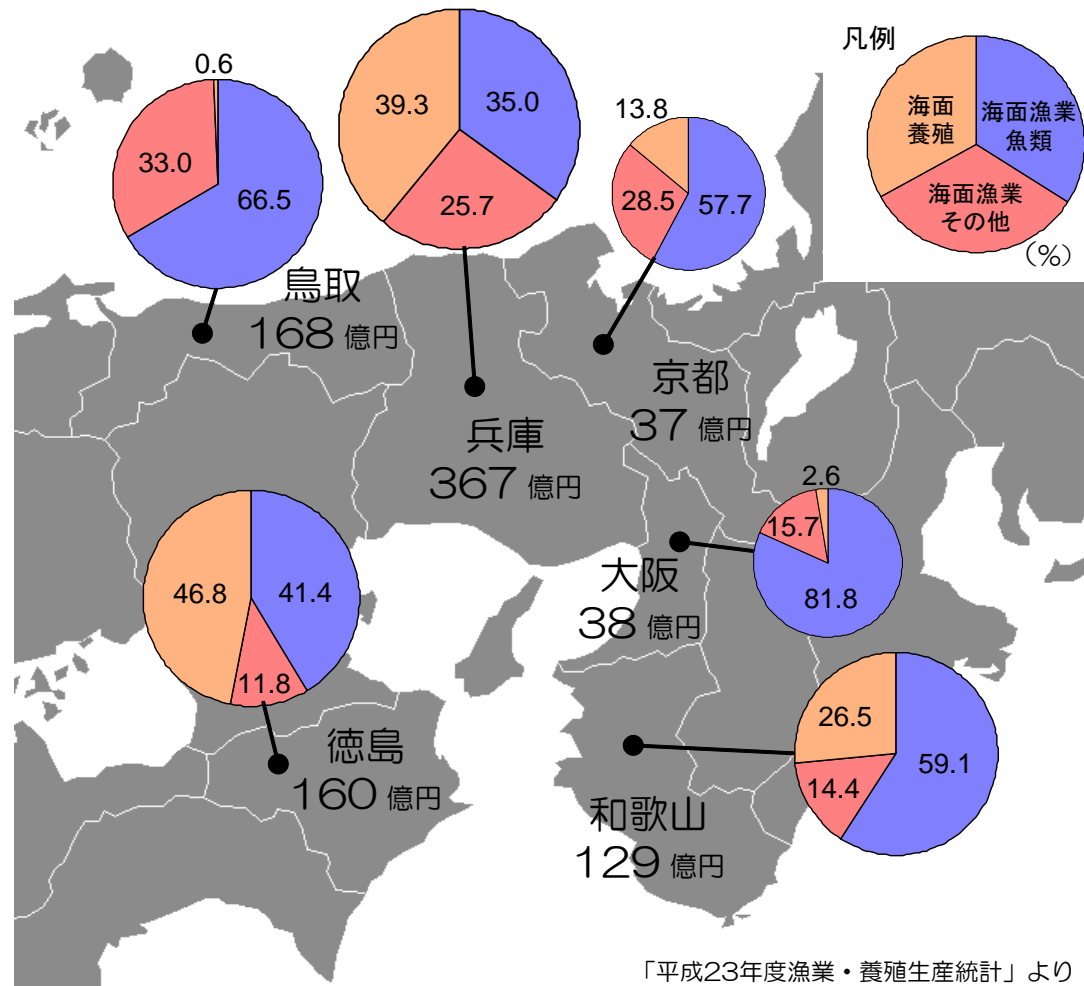 0.6
33.0
66.5
鳥取
168 億円
39.3
35.0
25.7
兵庫
367 億円
13.8
28.5
57.7
京都
37 億円
凡例
海面
養殖
海面漁業
魚類
海面漁業
その他
(%)
2.6
15.7
81.8
大阪
38 億円
46.8
41.4
11.8
徳島
160 億円
26.5
59.1
14.4
和歌山
129 億円
「平成23年度漁業・養殖生産統計」より